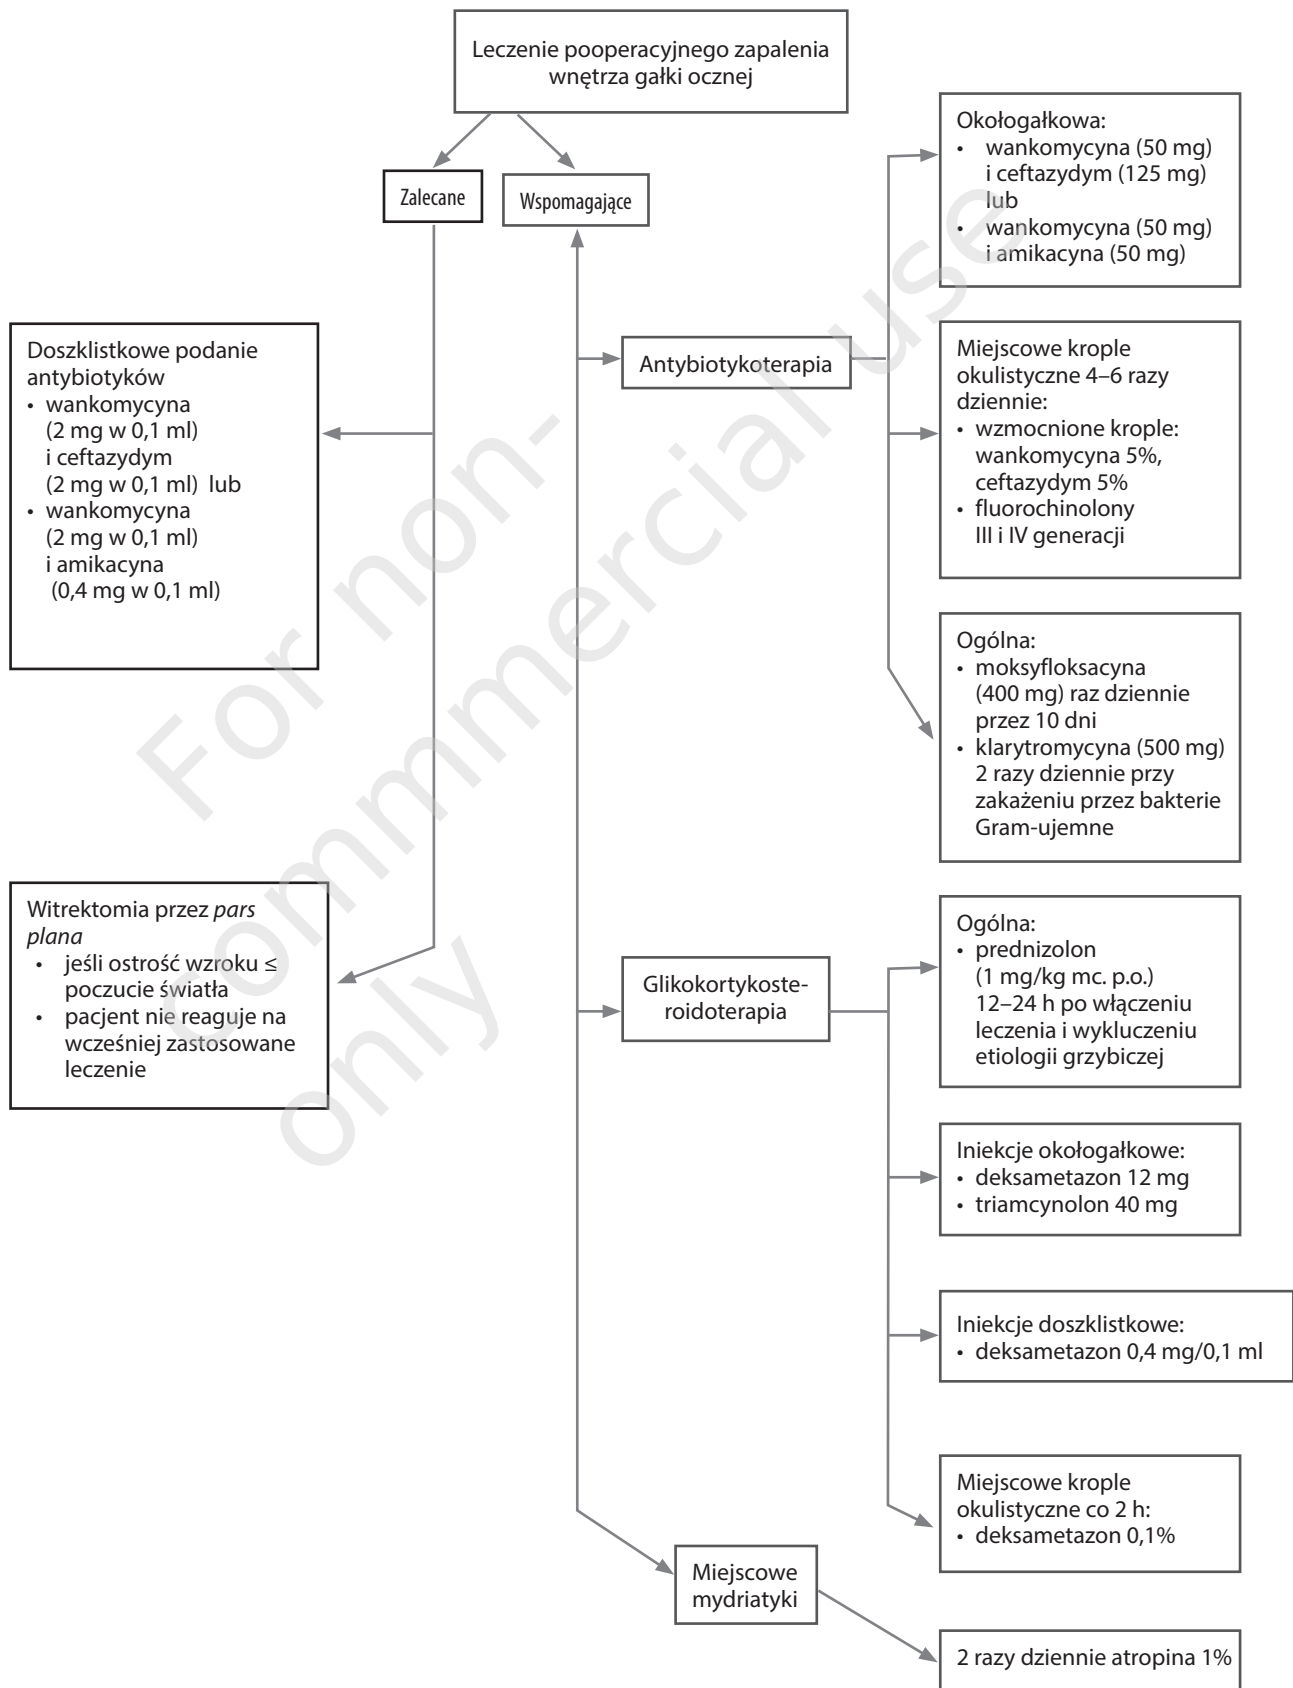 Leczenie pooperacyjnego zapalenia
wnętrza gałki ocznej
Zalecane
Wspomagające
Doszklistkowe podanie
antybiotyków
• wankomycyna
(2 mg w 0,1 ml)
i ceftazydym
(2 mg w 0,1 ml) lub
• wankomycyna
(2 mg w 0,1 ml)
i amikacyna
(0,4 mg w 0,1 ml)
Witrektomia przez pars
plana
• jeśli ostrość wzroku ≤
poczucie światła
• pacjent nie reaguje na
wcześniej zastosowane
leczenie
Antybiotykoterapia
Okołogałkowa:
• wankomycyna (50 mg)
i ceftazydym (125 mg)
lub
• wankomycyna (50 mg)
i amikacyna (50 mg)
Miejscowe krople
okulistyczne 4–6 razy
dziennie:
• wzmocnione krople:
wankomycyna 5%,
ceftazydym 5%
• fluorochinolony
III i IV generacji
Ogólna:
• moksyfloksacyna
(400 mg) raz dziennie
przez 10 dni
• klarytromycyna (500 mg)
2 razy dziennie przy
zakażeniu przez bakterie
Gram-ujemne
Glikokortykoste-
roidoterapia
Ogólna:
• prednizolon
(1 mg/kg mc. p.o.)
12–24 h po włączeniu
leczenia i wykluczeniu
etiologii grzybiczej
Iniekcje okołogałkowe:
• deksametazon 12 mg
• triamcynolon 40 mg
Iniekcje doszklistkowe:
• deksametazon 0,4 mg/0,1 ml
Miejscowe krople
okulistyczne co 2 h:
• deksametazon 0,1%
Miejscowe
mydriatyki
2 razy dziennie atropina 1%
For non-
commmercial use
only